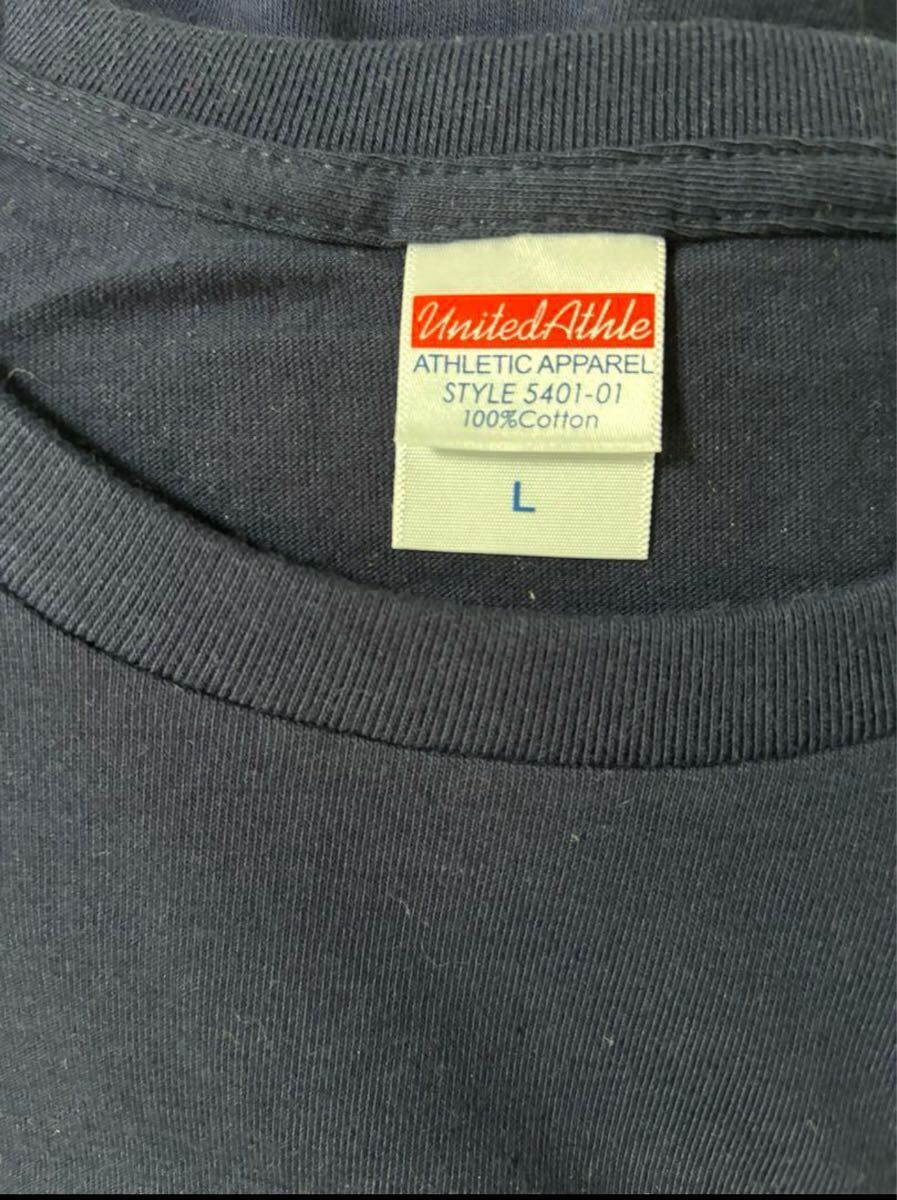 UnitedAthle
ATHLETIC APPAREL
STYLE 5401-01
100%Cotton
L